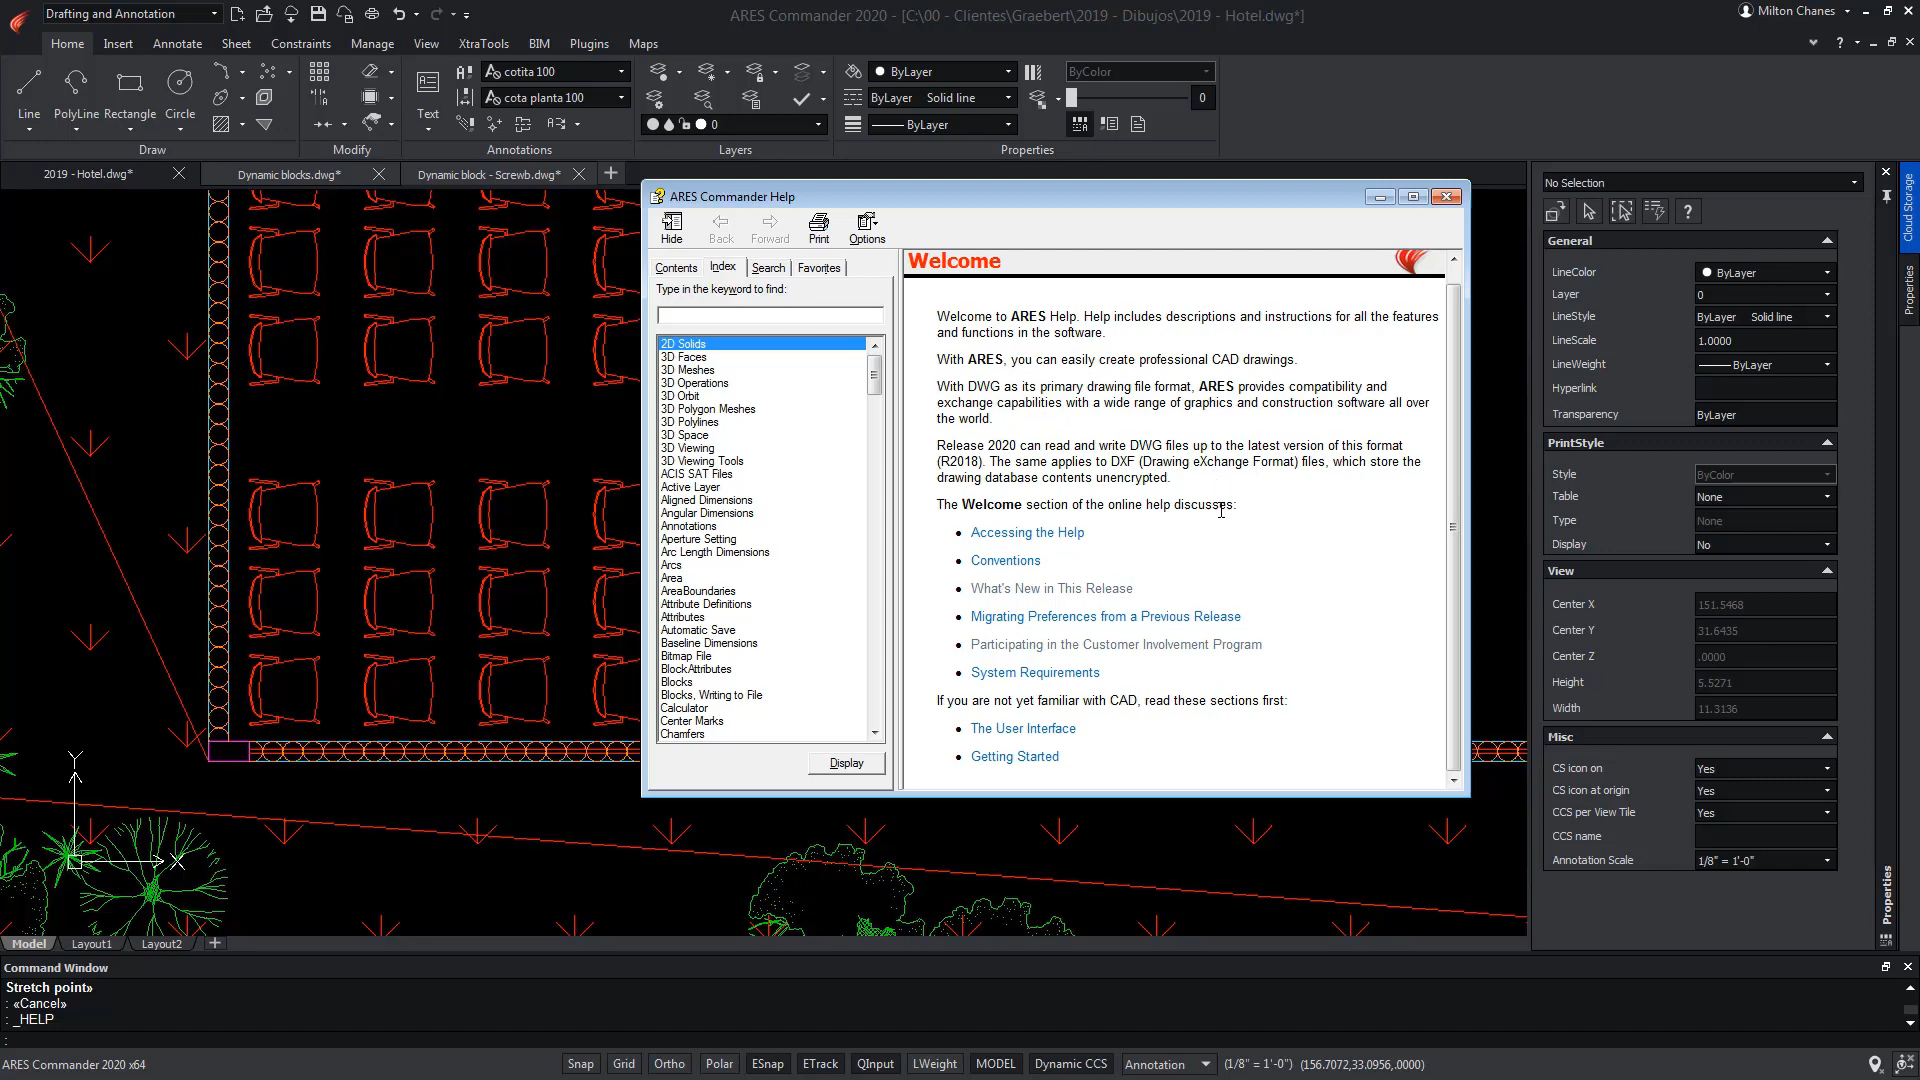 Drafting and Annotation
ARES Commander 2020 - [C:\00 - Clientes\Graebert\2019 - Dibujos\2019 - Hotel.dwg*]
Milton Chanes
Home Insert Annotate Sheet Constraints Manage View XtraTools BIM Plugins Maps
Line PolyLine Rectangle Circle
Text
cotita 100
cota planta 100
0
ByLayer
ByLayer Solid line
ByLayer
ByColor
0
Draw Modify Annotations Layers Properties
2019 - Hotel.dwg* Dynamic blocks.dwg* Dynamic block - Screwb.dwg*
ARES Commander Help
Hide Back Forward Print Options
Contents Index Search Favorites
Type in the keyword to find:
2D Solids
3D Faces
3D Meshes
3D Operations
3D Orbit
3D Polygon Meshes
3D Polylines
3D Space
3D Viewing
3D Viewing Tools
ACIS SAT Files
Active Layer
Aligned Dimensions
Angular Dimensions
Annotations
Aperture Setting
Arc Length Dimensions
Arcs
Area
AreaBoundaries
Attribute Definitions
Attributes
Automatic Save
Baseline Dimensions
Bitmap File
BlockAttributes
Blocks
Blocks, Writing to File
Calculator
Center Marks
Chamfers
Display
Welcome
Welcome to ARES Help. Help includes descriptions and instructions for all the features
and functions in the software.
With ARES, you can easily create professional CAD drawings.
With DWG as its primary drawing file format, ARES provides compatibility and
exchange capabilities with a wide range of graphics and construction software all over
the world.
Release 2020 can read and write DWG files up to the latest version of this format
(R2018). The same applies to DXF (Drawing eXchange Format) files, which store the
drawing database contents unencrypted.
The Welcome section of the online help discusses:
Accessing the Help
Conventions
What's New in This Release
Migrating Preferences from a Previous Release
Participating in the Customer Involvement Program
System Requirements
If you are not yet familiar with CAD, read these sections first:
The User Interface
Getting Started
No Selection
General
LineColor ByLayer
Layer 0
LineStyle ByLayer Solid line
LineScale 1.0000
LineWeight ByLayer
Hyperlink
Transparency ByLayer
PrintStyle
Style ByColor
Table None
Type None
Display No
View
Center X 151.5468
Center Y 31.6435
Center Z .0000
Height 5.5271
Width 11.3136
Misc
CS icon on Yes
CS icon at origin Yes
CCS per View Tile Yes
CCS name
Annotation Scale 1/8" = 1'-0"
Cloud Storage
Properties
Properties
Y
X
Model Layout1 Layout2
Command Window
Stretch point»
: «Cancel»
: _HELP
:
ARES Commander 2020 x64
Snap Grid Ortho Polar ESnap ETrack QInput LWeight MODEL Dynamic CCS Annotation (1/8" = 1'-0") (156.7072,33.0956,.0000)